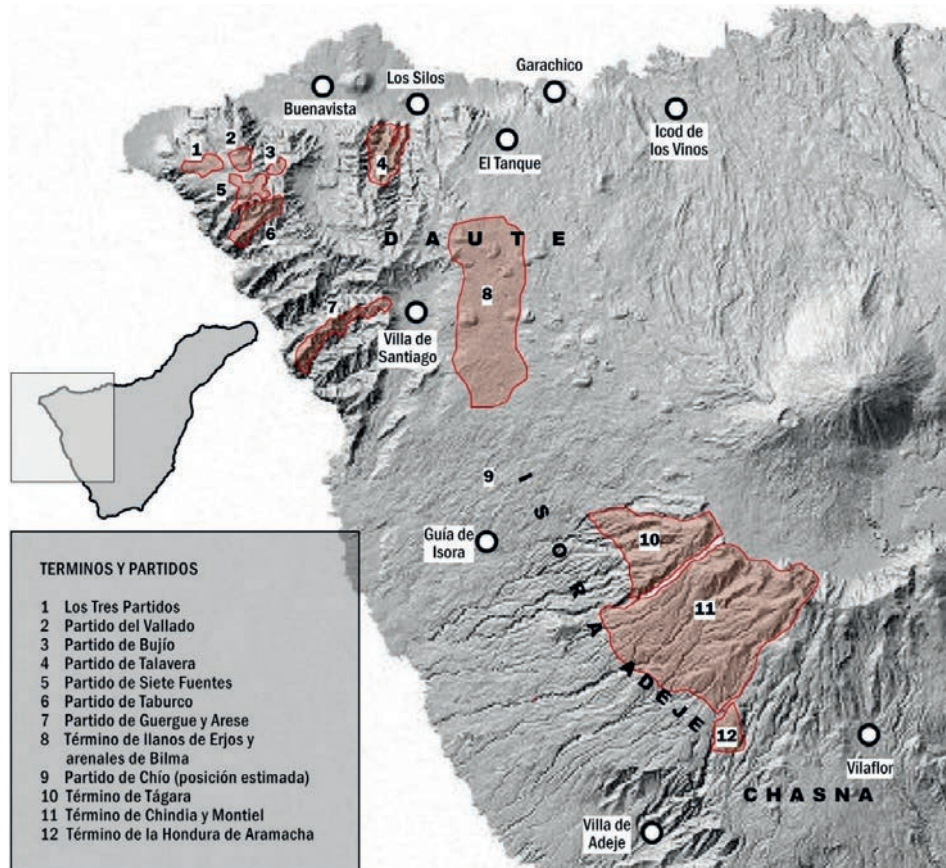 Garachico
Los Silos
Buenavista
Icod de
los Vinos
El Tanque
1
2
3
4
5
6
DAUTE
7
8
Villa de
Santiago
9
ISORA
Guía de
Isora
10
11
ADEJE
12
Vilaflor
CHASNA
Villa de
Adeje
TERMINOS Y PARTIDOS
1 Los Tres Partidos
2 Partido del Vallado
3 Partido de Bujío
4 Partido de Talavera
5 Partido de Siete Fuentes
6 Partido de Taburco
7 Partido de Guergue y Arese
8 Término de llanos de Erjos y
arenales de Bilma
9 Partido de Chío (posición estimada)
10 Término de Tágara
11 Término de Chindia y Montiel
12 Término de la Hondura de Aramacha